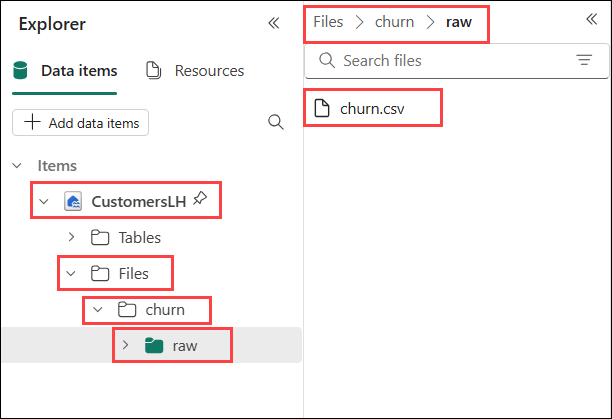 Explorer
Data items
Resources
Add data items
Items
CustomersLH
Tables
Files
churn
raw
Files > churn > raw
Search files
churn.csv